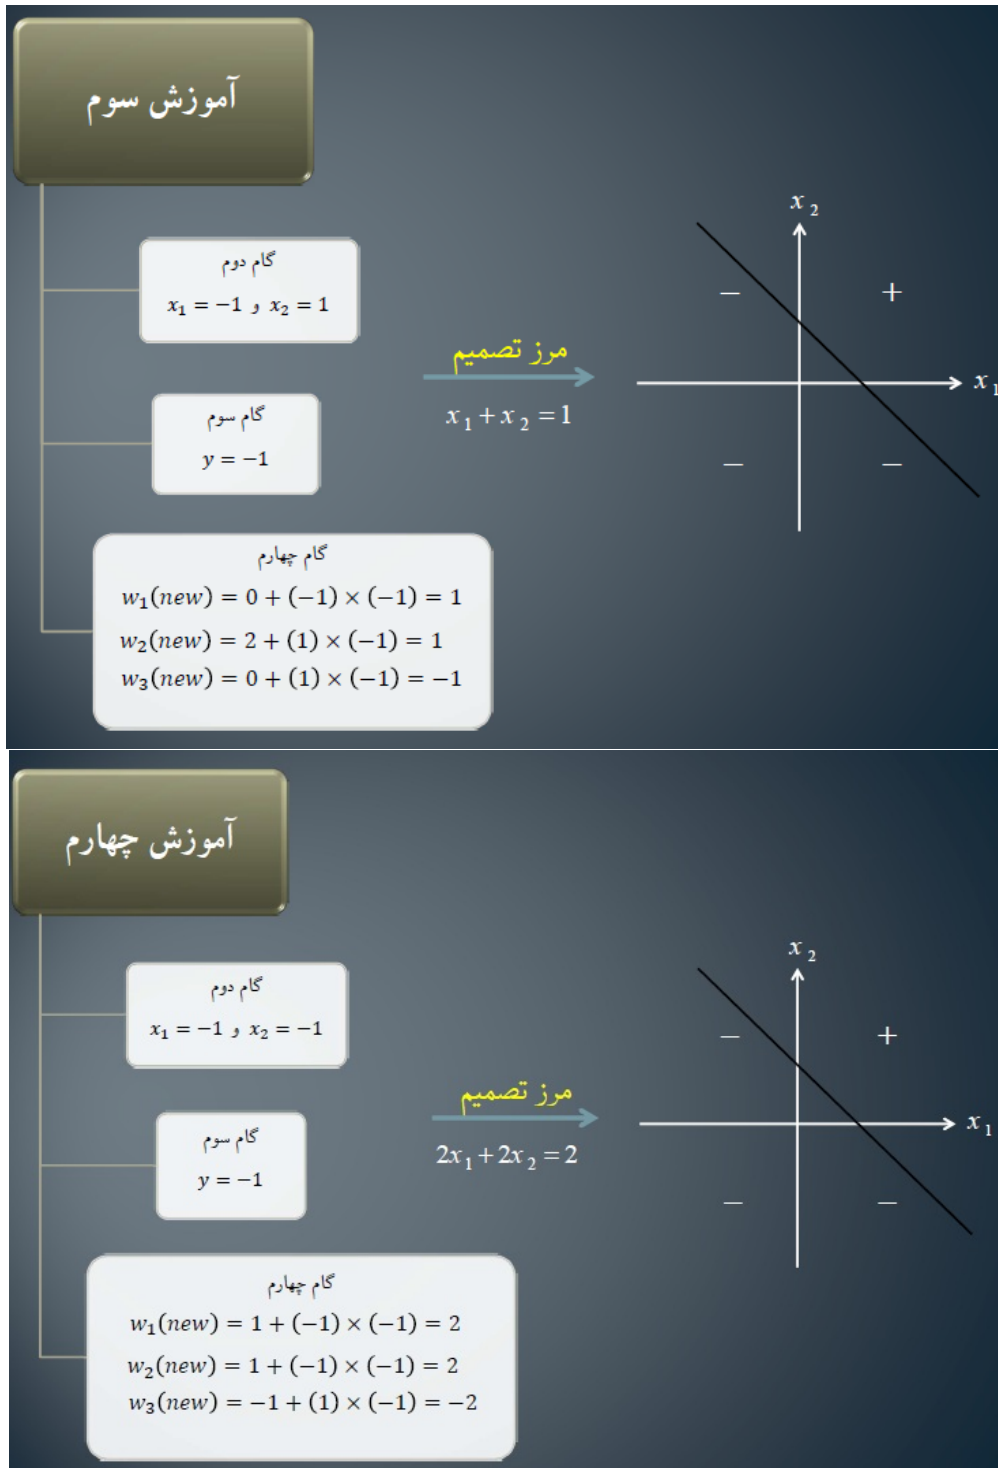 آموزش سوم
گام دوم
x₁ = −1 و x₂ = 1
گام سوم
y = −1
گام چهارم
w₁(new) = 0 + (−1) × (−1) = 1
w₂(new) = 2 + (1) × (−1) = 1
w₃(new) = 0 + (1) × (−1) = −1
مرز تصمیم
x₁ + x₂ = 1
x₂
− +
x₁
− −
آموزش چهارم
گام دوم
x₁ = −1 و x₂ = −1
گام سوم
y = −1
گام چهارم
w₁(new) = 1 + (−1) × (−1) = 2
w₂(new) = 1 + (−1) × (−1) = 2
w₃(new) = −1 + (1) × (−1) = −2
مرز تصمیم
2x₁ + 2x₂ = 2
x₂
− +
x₁
− −